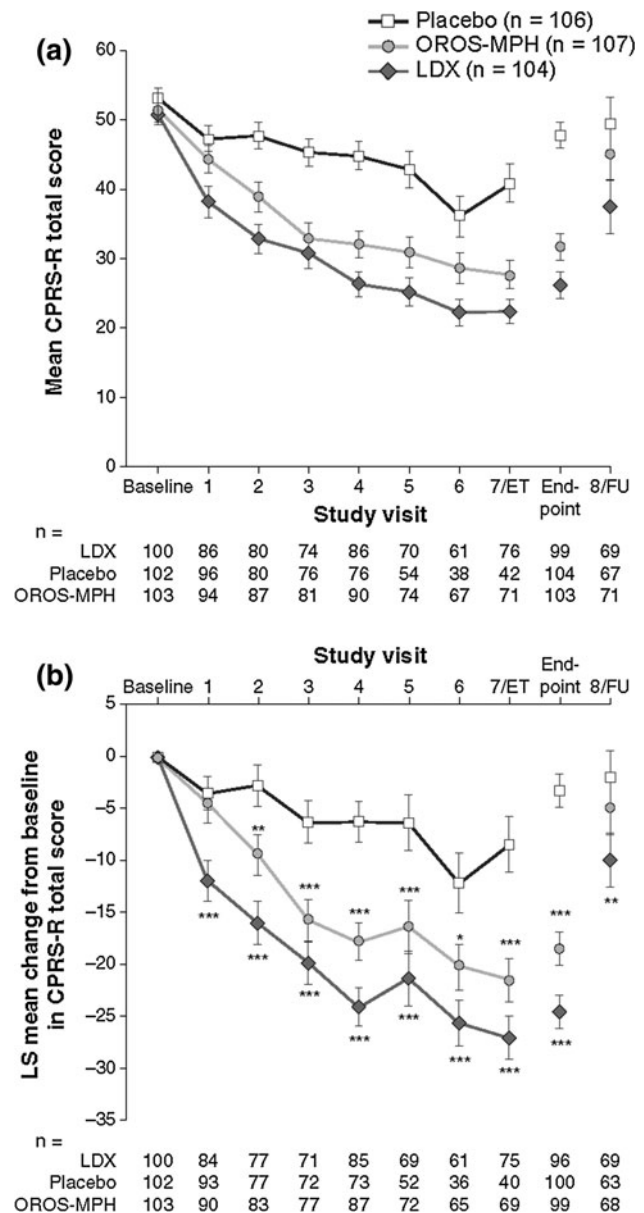 (a)
Placebo (n = 106)
OROS-MPH (n = 107)
LDX (n = 104)
Mean CPRS-R total score
60
50
40
30
20
10
0
Baseline 1 2 3 4 5 6 7/ET End-point 8/FU
Study visit
n =
LDX 100 86 80 74 86 70 61 76 99 69
Placebo 102 96 80 76 76 54 38 42 104 67
OROS-MPH 103 94 87 81 90 74 67 71 103 71
(b)
Study visit
Baseline 1 2 3 4 5 6 7/ET End-point 8/FU
LS mean change from baseline
in CPRS-R total score
5
0
−5
−10
−15
−20
−25
−30
−35
** *** *** *** * *** ***
*** *** *** *** *** *** *** *** **
n =
LDX 100 84 77 71 85 69 61 75 96 69
Placebo 102 93 77 72 73 52 36 40 100 63
OROS-MPH 103 90 83 77 87 72 65 69 99 68